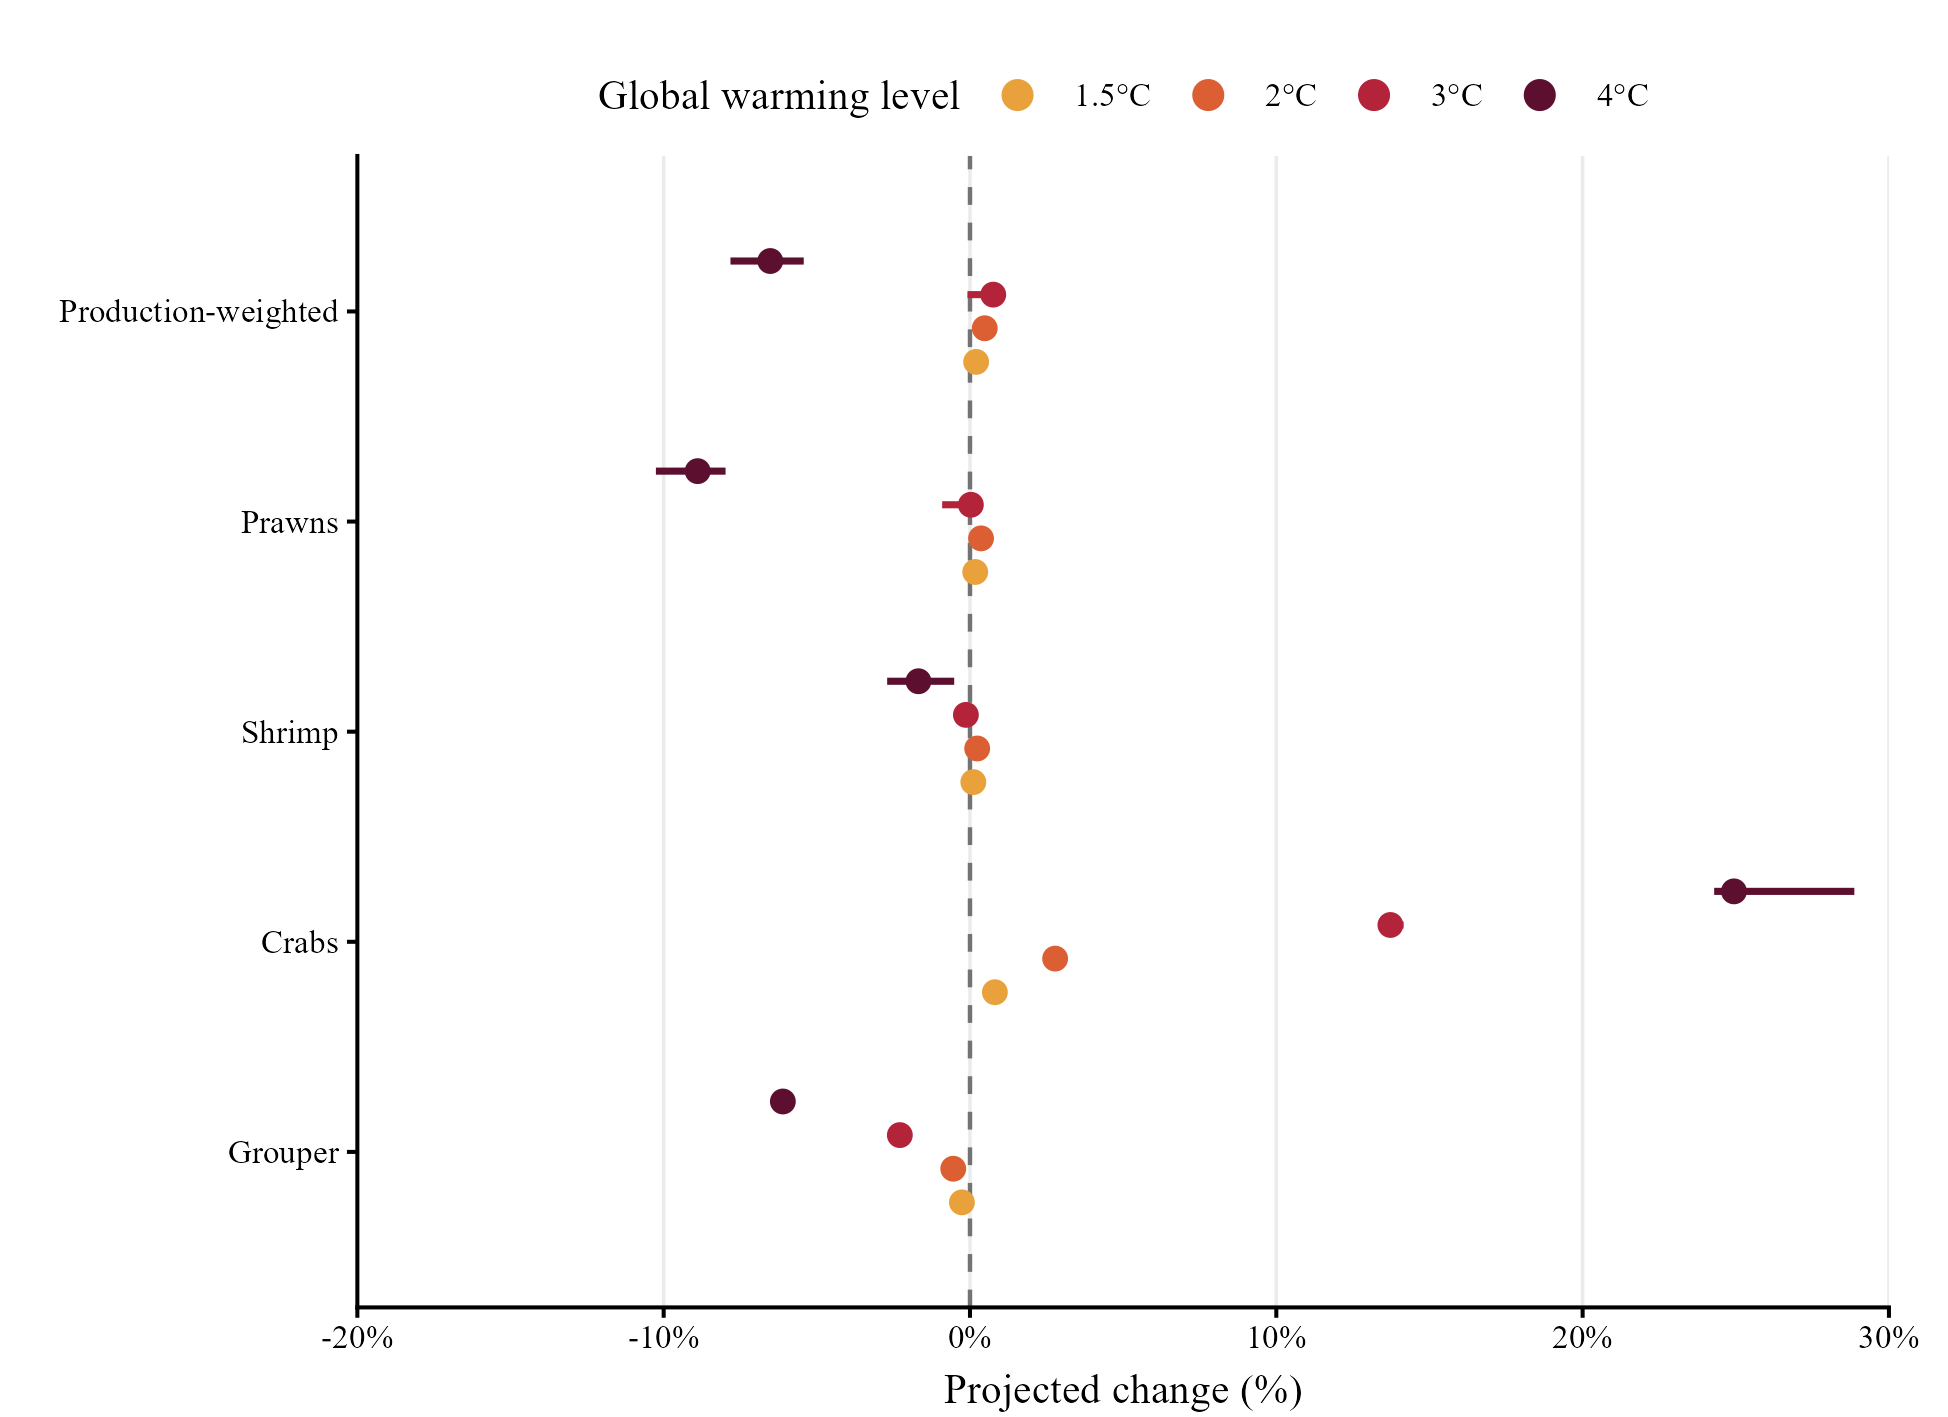 Global warming level 1.5°C 2°C 3°C 4°C
Production-weighted
Prawns
Shrimp
Crabs
Grouper
-20% -10% 0% 10% 20% 30%
Projected change (%)